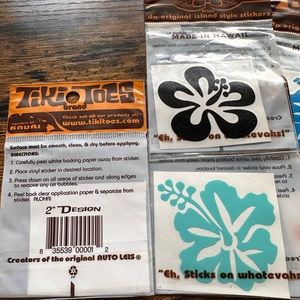 da original island style stickers
MADE IN HAWAII
TikiToes
brand
KAUAI
Check out all our products at:
www.tikitoes.com
Surface must be smooth, clean, & dry before applying.
DIRECTIONS:
1. Carefully peel white backing paper away from sticker.
2. Place vinyl sticker in desired location.
3. Press down on all areas of sticker and along edges
to remove any air bubbles.
4. Peel back clear application paper & separate from
sticker. ALOHA!
2" DESIGN
8 35539 00001 2
Creators of the original AUTO LEIS®
"Eh, Sticks on whatevahs!"
"Eh, Sticks on whatevahs